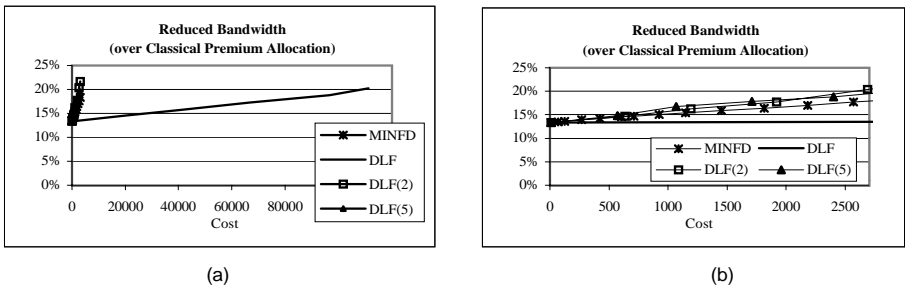 Reduced Bandwidth
(over Classical Premium Allocation)
25%
20%
15%
10%
5%
0%
0 20000 40000 60000 80000
Cost
MINFD
DLF
DLF(2)
DLF(5)
(a)
Reduced Bandwidth
(over Classical Premium Allocation)
25%
20%
15%
10%
5%
0%
0 500 1000 1500 2000 2500
Cost
MINFD DLF
DLF(2) DLF(5)
(b)